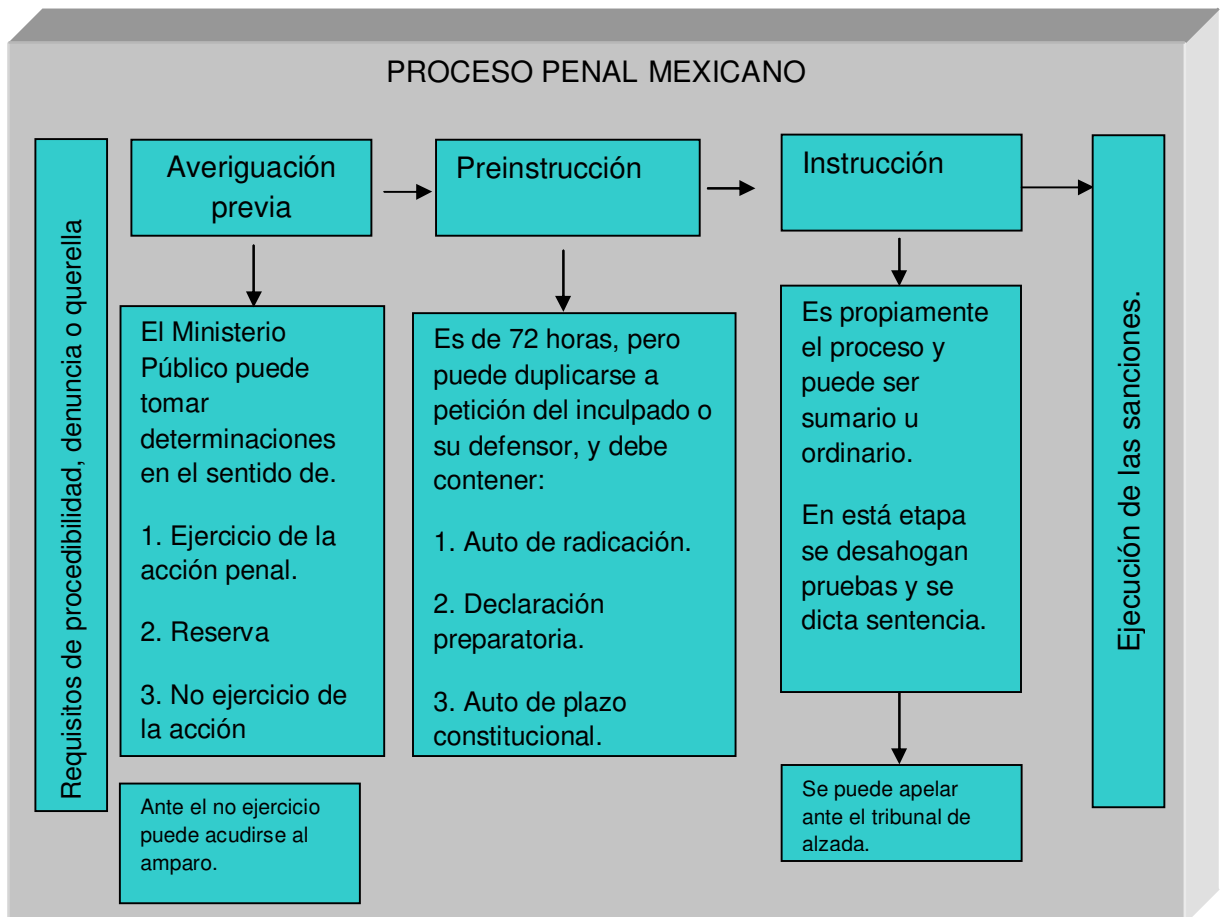 PROCESO PENAL MEXICANO
Requisitos de procedibilidad, denuncia o querella
Averiguación
previa
El Ministerio
Público puede
tomar
determinaciones
en el sentido de.
1. Ejercicio de la
acción penal.
2. Reserva
3. No ejercicio de
la acción
Ante el no ejercicio
puede acudirse al
amparo.
Preinstrucción
Es de 72 horas, pero
puede duplicarse a
petición del inculpado o
su defensor, y debe
contener:
1. Auto de radicación.
2. Declaración
preparatoria.
3. Auto de plazo
constitucional.
Instrucción
Es propiamente
el proceso y
puede ser
sumario u
ordinario.
En está etapa
se desahogan
pruebas y se
dicta sentencia.
Se puede apelar
ante el tribunal de
alzada.
Ejecución de las sanciones.